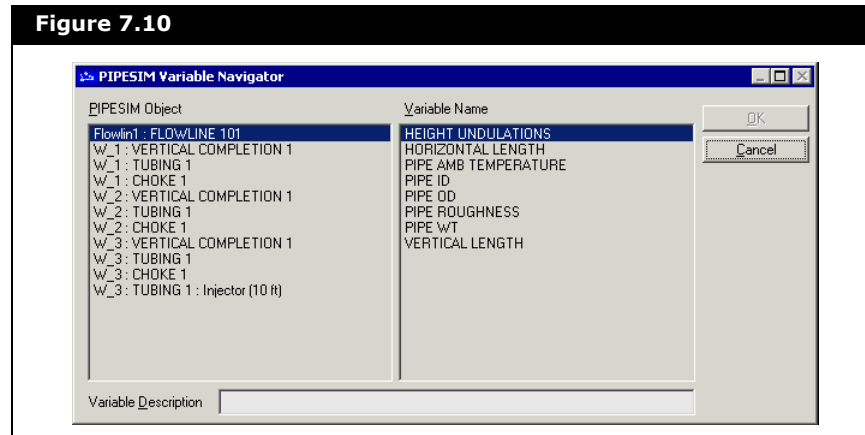 Figure 7.10
PIPESIM Variable Navigator
PIPESIM Object
Flowlin1 : FLOWLINE 101
W_1 : VERTICAL COMPLETION 1
W_1 : TUBING 1
W_1 : CHOKE 1
W_2 : VERTICAL COMPLETION 1
W_2 : TUBING 1
W_2 : CHOKE 1
W_3 : VERTICAL COMPLETION 1
W_3 : TUBING 1
W_3 : CHOKE 1
W_3 : TUBING 1 : Injector (10 ft)
Variable Name
HEIGHT UNDULATIONS
HORIZONTAL LENGTH
PIPE AMB TEMPERATURE
PIPE ID
PIPE OD
PIPE ROUGHNESS
PIPE WT
VERTICAL LENGTH
OK
Cancel
Variable Description